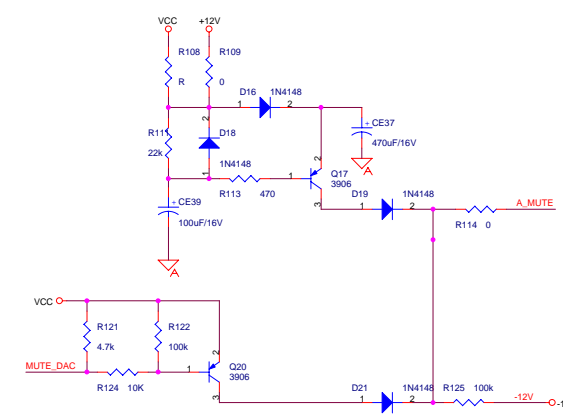 VCC +12V
R108 R109
R 0
D16 1N4148
1 2
2
D18
+ CE37
470uF/16V
R111
22k
1N4148
2
1 Q17
3906
R113 470
3
D19 1N4148
1 2
A_MUTE
R114 0
+ CE39
100uF/16V
A
A
VCC
R121 R122
4.7k 100k
2
MUTE_DAC
1 Q20
3906
R124 10K
3
D21 1N4148 R125 100k
1 2
-12V